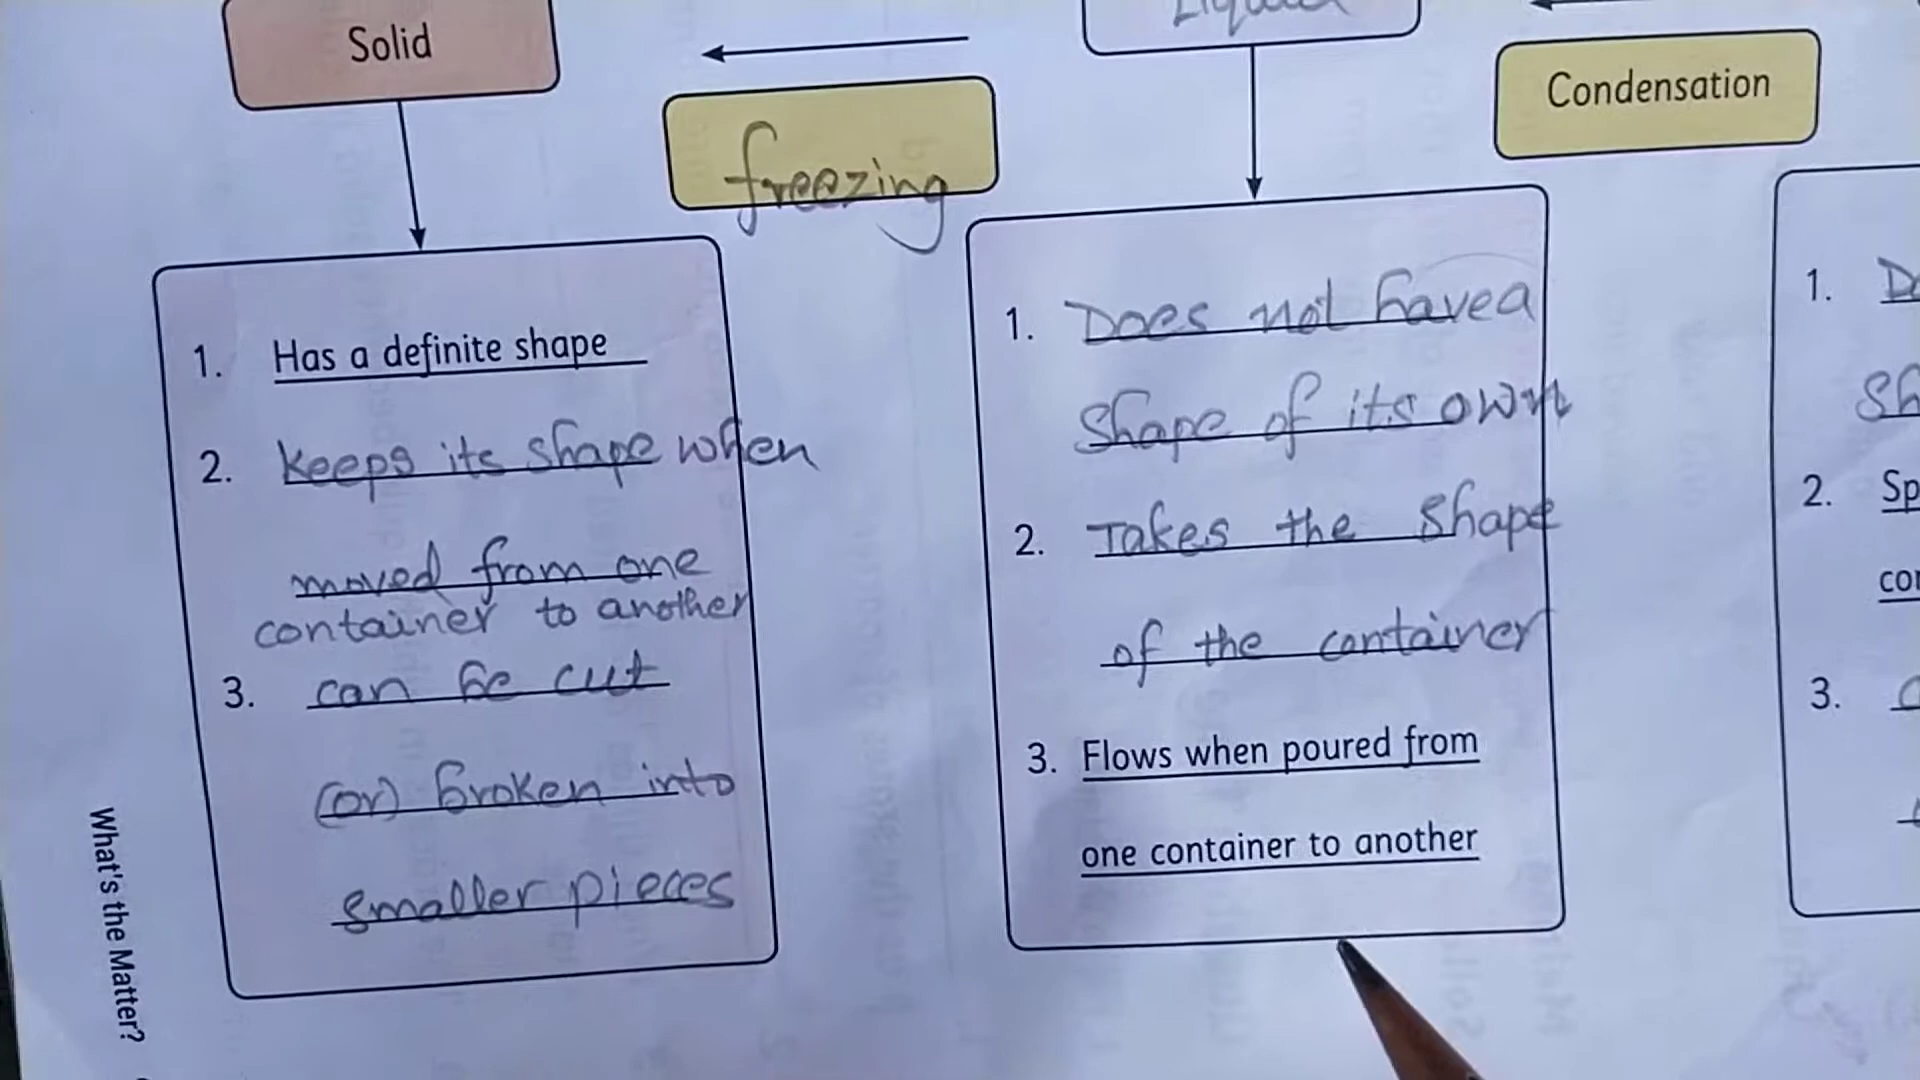 Solid
Liquid
Condensation
freezing
1. Has a definite shape
2. keeps its shape when
moved from one
container to another
3. can be cut
(or) broken into
smaller pieces
1. Does not have a
shape of its own
2. Takes the shape
of the container
3. Flows when poured from
one container to another
1.
2. Sp
3.
What's the Matter?